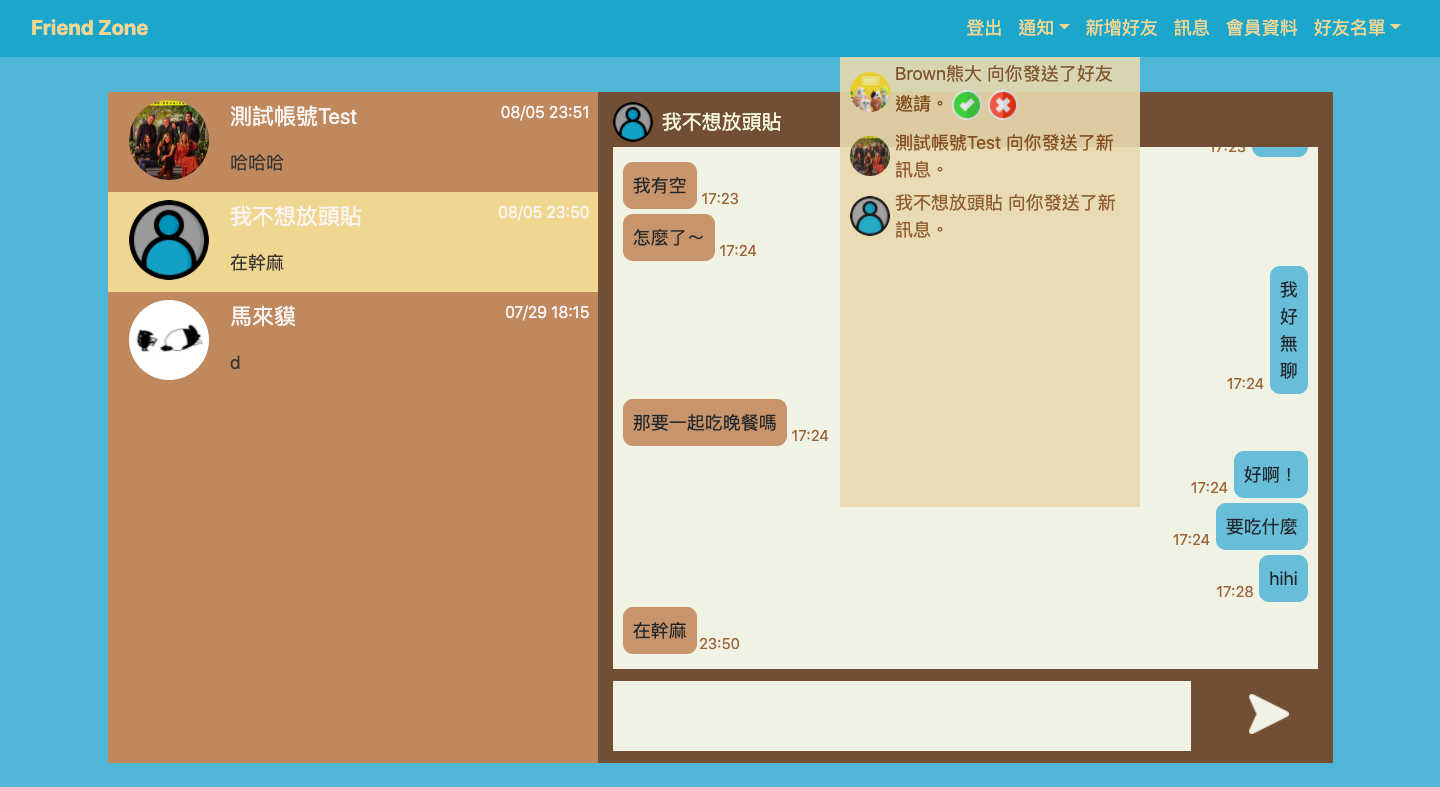 Friend Zone
登出
通知
新增好友
訊息
會員資料
好友名單
測試帳號Test
08/05 23:51
哈哈哈
我不想放頭貼
08/05 23:50
在幹麻
馬來貘
07/29 18:15
d
Brown熊大 向你發送了好友
邀請。
測試帳號Test 向你發送了新
訊息。
我不想放頭貼 向你發送了新
訊息。
我不想放頭貼
17:23
我有空
17:23
怎麼了～
17:24
我
好
無
聊
17:24
那要一起吃晚餐嗎
17:24
好啊！
17:24
要吃什麼
17:24
hihi
17:28
在幹麻
23:50